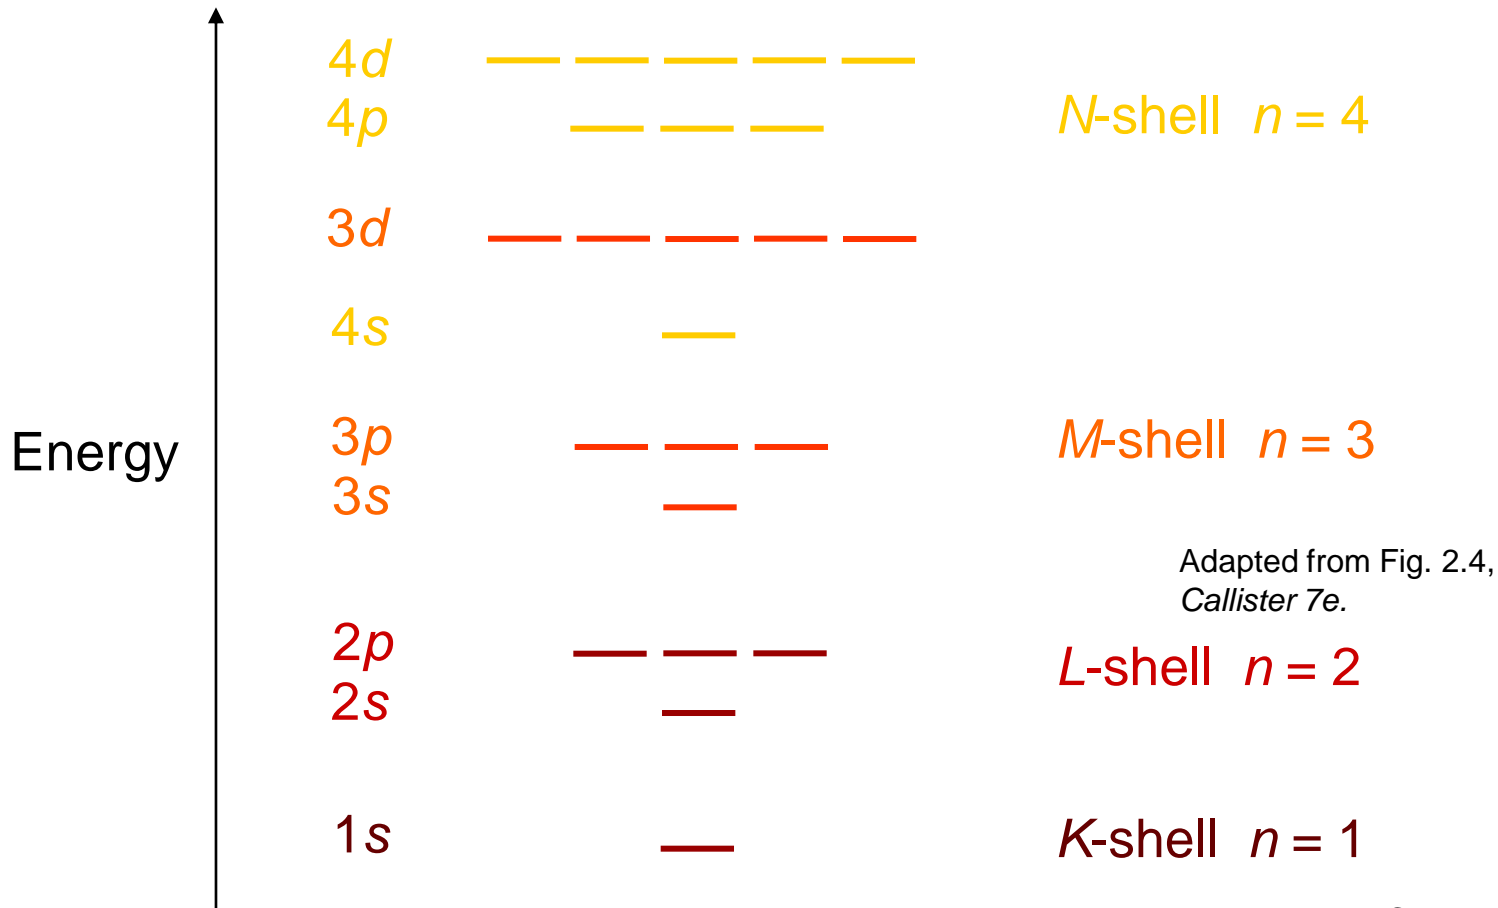 4d
4p
N-shell n = 4
3d
4s
Energy
3p
M-shell n = 3
3s
Adapted from Fig. 2.4,
Callister 7e.
2p
L-shell n = 2
2s
1s
K-shell n = 1